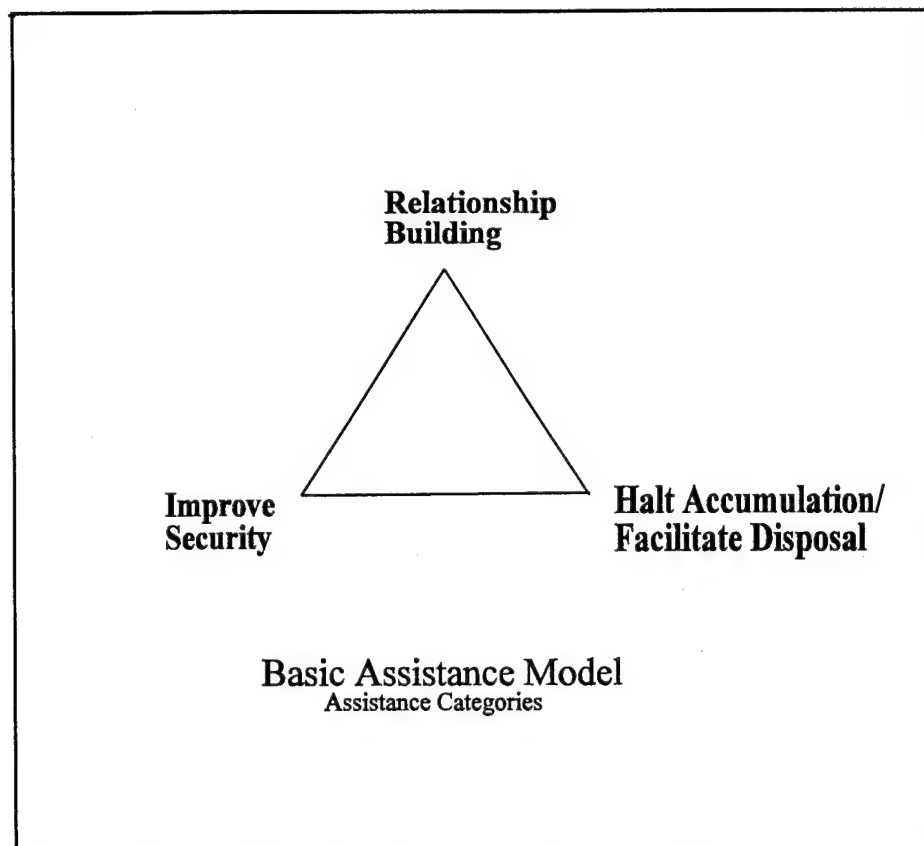 Relationship
Building
Improve
Security
Halt Accumulation/
Facilitate Disposal
Basic Assistance Model
Assistance Categories